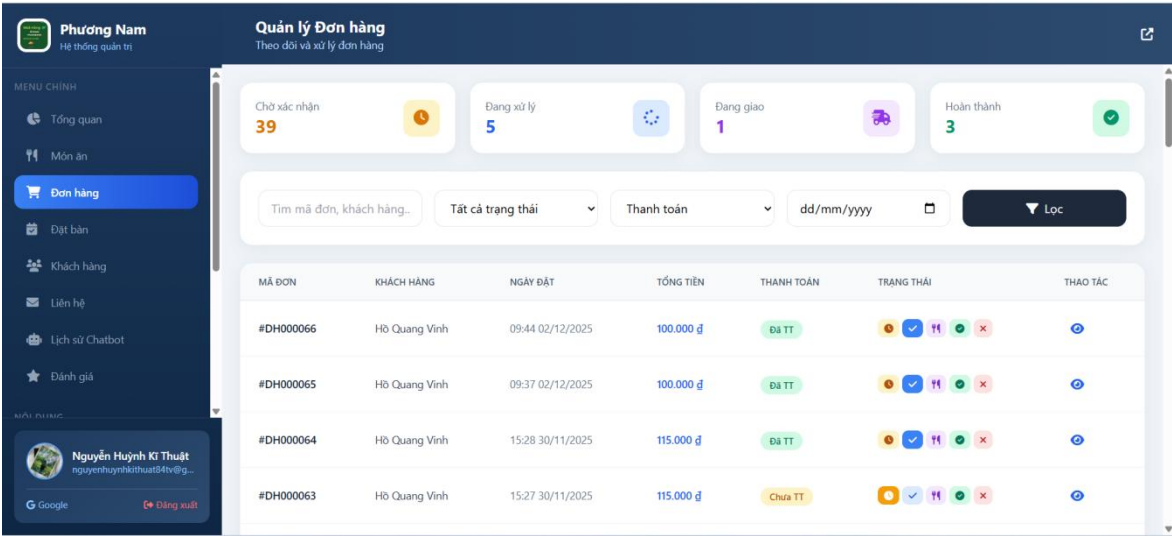 Phương Nam
Hệ thống quản trị
Quản lý Đơn hàng
Theo dõi và xử lý đơn hàng
MENU CHÍNH
Tổng quan
Món ăn
Đơn hàng
Đặt bàn
Khách hàng
Liên hệ
Lịch sử Chatbot
Đánh giá
NỘI DUNG
Nguyễn Huỳnh Kĩ Thuật
nguyenhuynhkithuat84tv@g...
Google Đăng xuất
Chờ xác nhận
39
Đang xử lý
5
Đang giao
1
Hoàn thành
3
Tìm mã đơn, khách hàng.. Tất cả trạng thái Thanh toán dd/mm/yyyy Lọc
MÃ ĐƠN KHÁCH HÀNG NGÀY ĐẶT TỔNG TIỀN THANH TOÁN TRẠNG THÁI THAO TÁC
#DH000066 Hồ Quang Vinh 09:44 02/12/2025 100.000 ₫ Đã TT
#DH000065 Hồ Quang Vinh 09:37 02/12/2025 100.000 ₫ Đã TT
#DH000064 Hồ Quang Vinh 15:28 30/11/2025 115.000 ₫ Đã TT
#DH000063 Hồ Quang Vinh 15:27 30/11/2025 115.000 ₫ Chưa TT